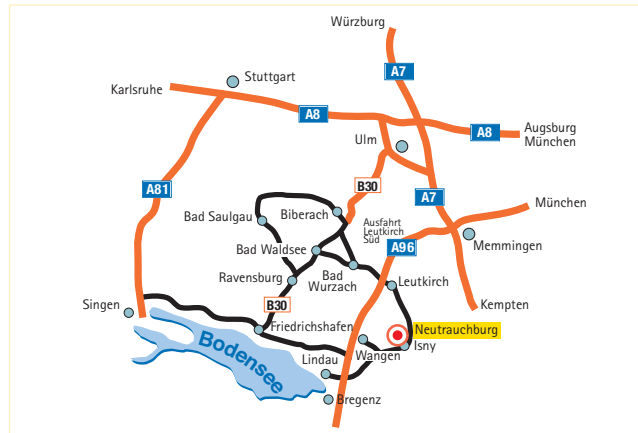 Würzburg
A7
Stuttgart
Karlsruhe
A8
Augsburg
München
A8
Ulm
A81
B30
A7
München
Bad Saulgau
Biberach
Ausfahrt
Leutkirch
Süd
Bad Waldsee
A96
Memmingen
Ravensburg
Bad
Wurzach
Leutkirch
Singen
B30
Kempten
Friedrichshafen
Neutrauchburg
Bodensee
Wangen
Isny
Lindau
Bregenz